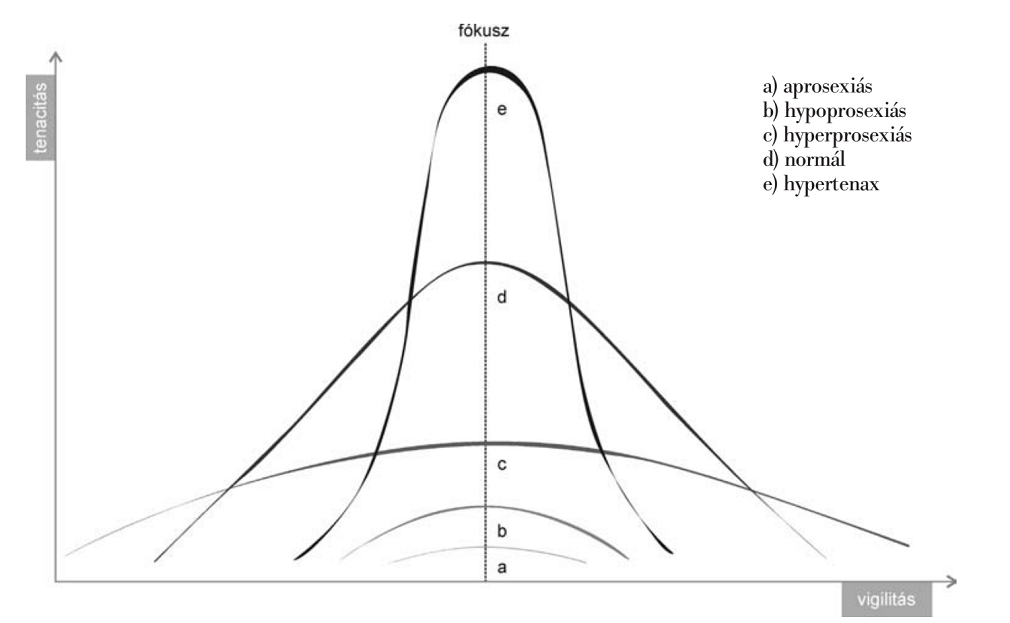 fókusz
tenacitás
a) aprosexiás
b) hypoprosexiás
c) hyperprosexiás
d) normál
e) hypertenax
e
d
c
b
a
vigilitás